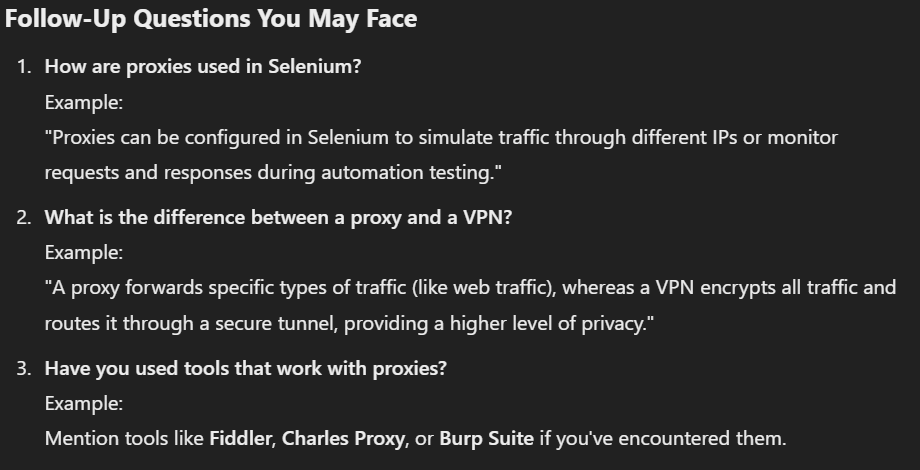 Follow-Up Questions You May Face
1. How are proxies used in Selenium?
Example:
"Proxies can be configured in Selenium to simulate traffic through different IPs or monitor
requests and responses during automation testing."
2. What is the difference between a proxy and a VPN?
Example:
"A proxy forwards specific types of traffic (like web traffic), whereas a VPN encrypts all traffic and
routes it through a secure tunnel, providing a higher level of privacy."
3. Have you used tools that work with proxies?
Example:
Mention tools like Fiddler, Charles Proxy, or Burp Suite if you've encountered them.